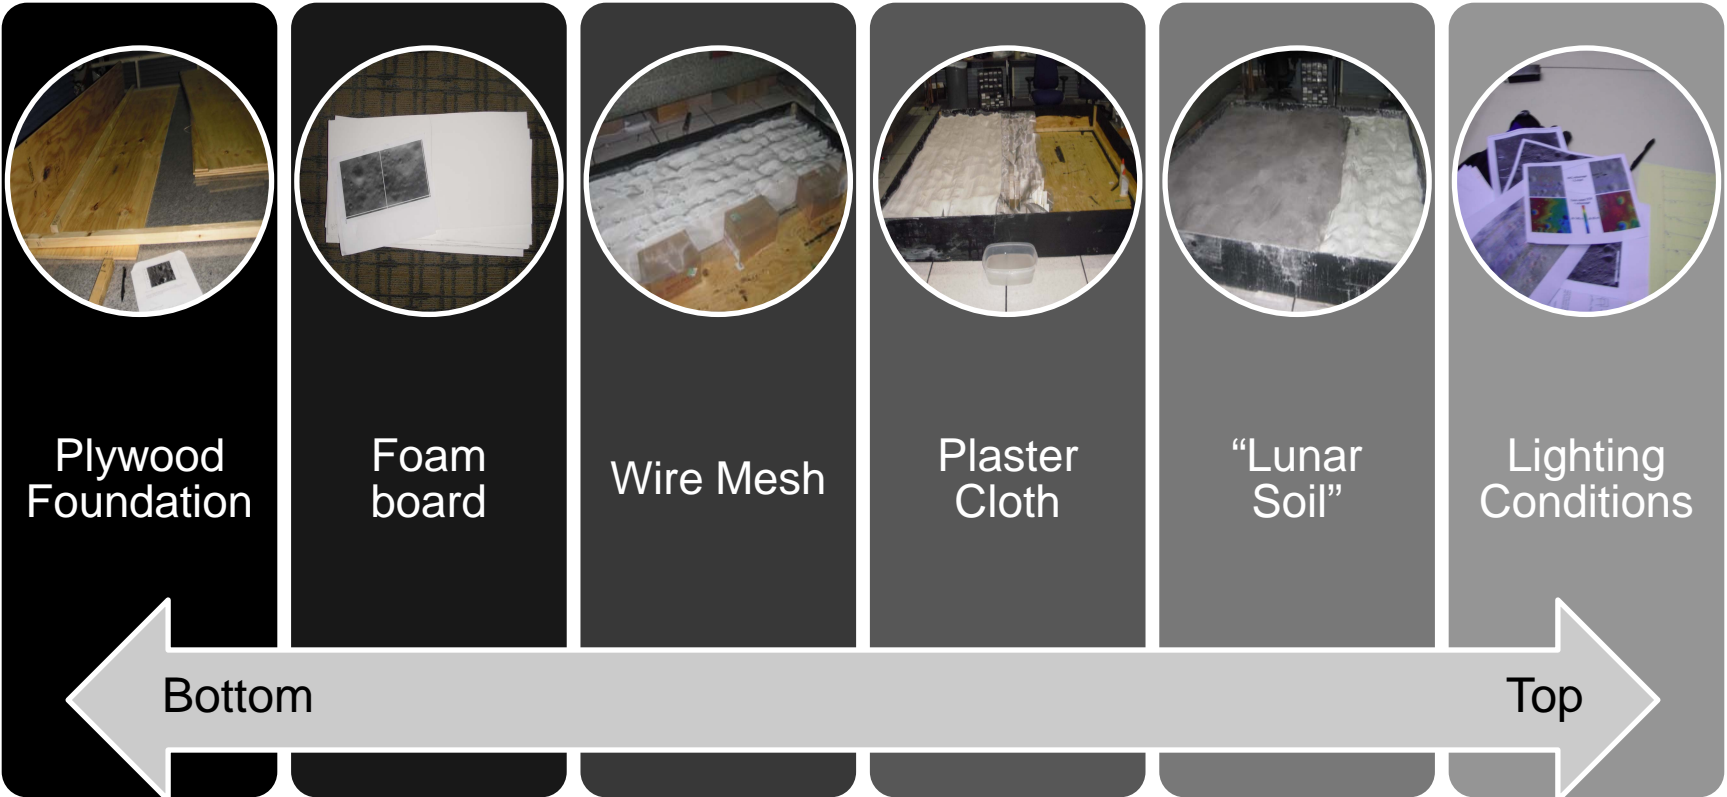 Plywood
Foundation
Foam
board
Wire Mesh
Plaster
Cloth
“Lunar
Soil”
Lighting
Conditions
Bottom
Top